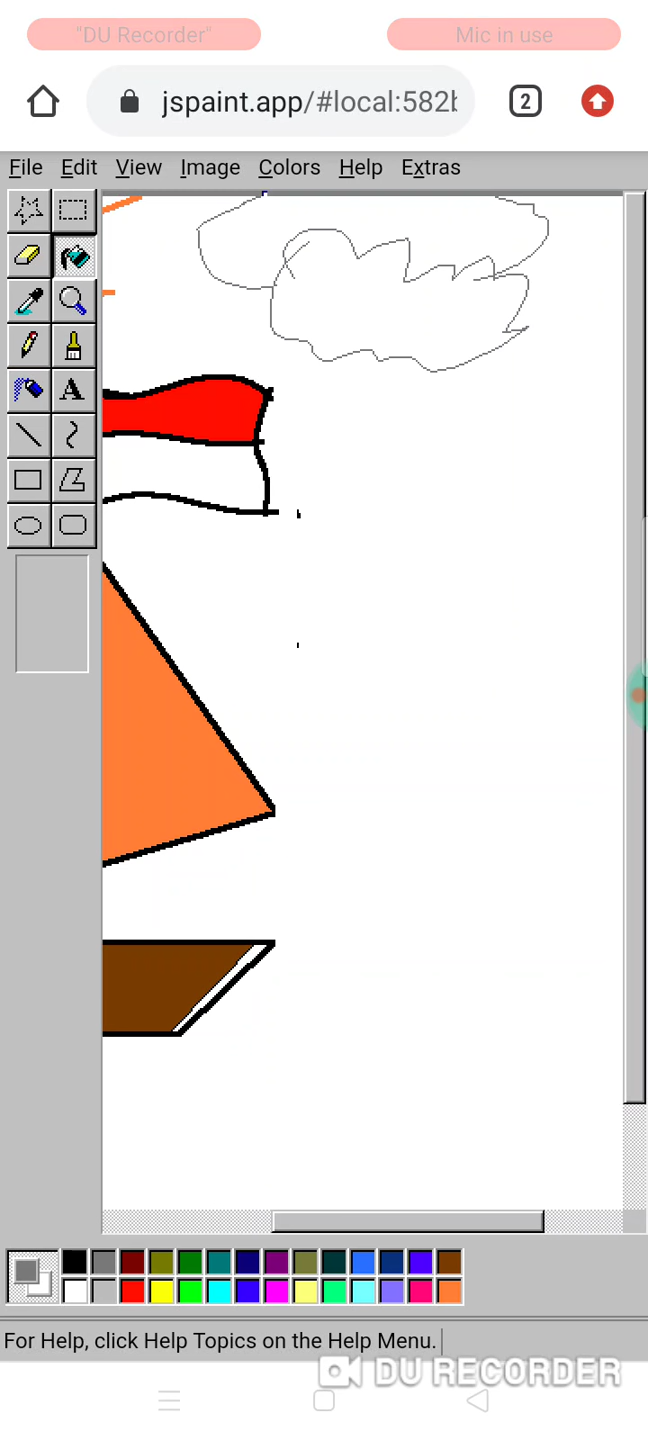 "DU Recorder" Mic in use
jspaint.app/#local:582b 2
File Edit View Image Colors Help Extras
A
For Help, click Help Topics on the Help Menu.
DU RECORDER